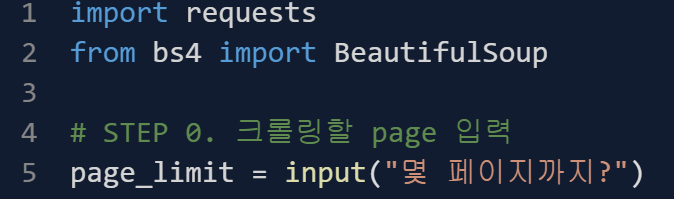 1 import requests
2 from bs4 import BeautifulSoup
3
4 # STEP 0. 크롤링할 page 입력
5 page_limit = input("몇 페이지까지?")